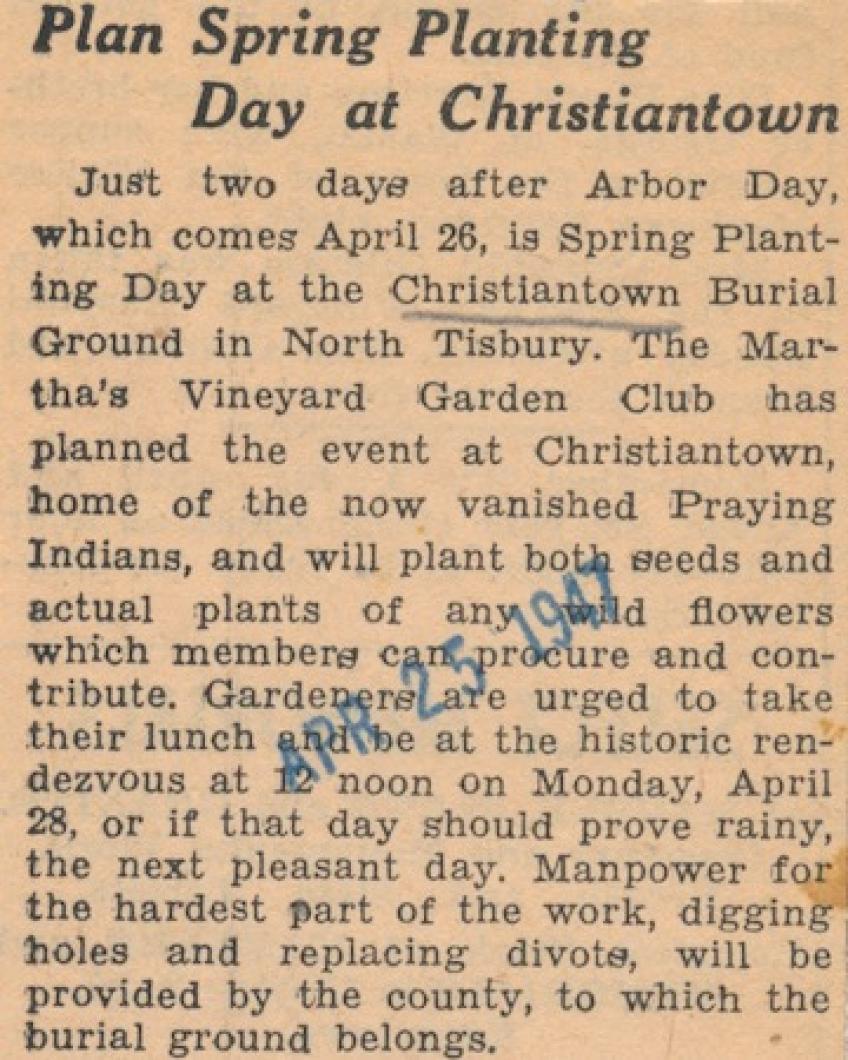 Plan Spring Planting
Day at Christiantown
Just two days after Arbor Day,
which comes April 26, is Spring Plant-
ing Day at the Christiantown Burial
Ground in North Tisbury. The Mar-
tha's Vineyard Garden Club has
planned the event at Christiantown,
home of the now vanished Praying
Indians, and will plant both seeds and
actual plants of any wild flowers
which members can procure and con-
tribute. Gardeners are urged to take
their lunch and be at the historic ren-
dezvous at 12 noon on Monday, April
28, or if that day should prove rainy,
the next pleasant day. Manpower for
the hardest part of the work, digging
holes and replacing divots, will be
provided by the county, to which the
burial ground belongs.
APR 25 1947